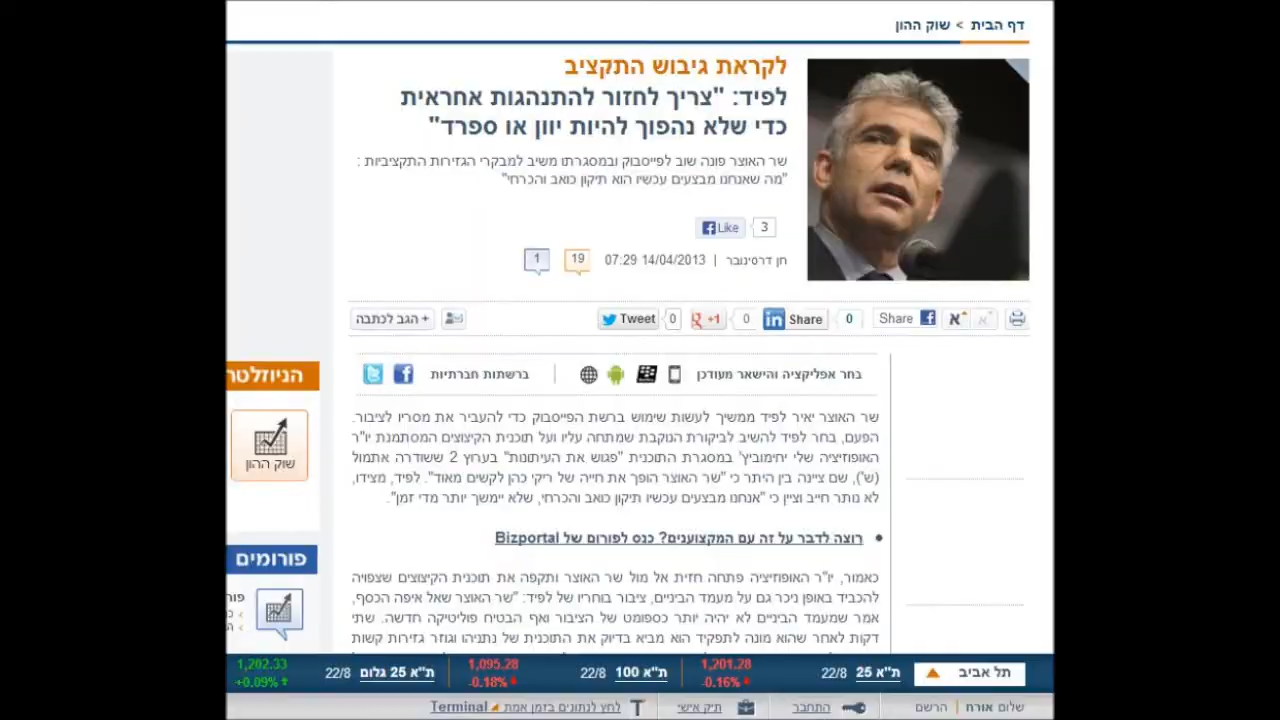 דף הבית > שוק ההון
לקראת גיבוש התקציב
לפיד: "צריך לחזור להתנהגות אחראית
כדי שלא נהפוך להיות יוון או ספרד"
שר האוצר פונה שוב לפייסבוק ובמסגרתו משיב למבקרי הגזירות התקציביות :
"מה שאנחנו מבצעים עכשיו הוא תיקון כואב והכרחי"
Like 3
חן דרסינובר | 14/04/2013 07:29 19 1
Share א א
Share 0
+1 0
Tweet 0
+ הגב לכתבה
בחר אפליקציה והישאר מעודכן | ברשתות חברתיות
שר האוצר יאיר לפיד ממשיך לעשות שימוש ברשת הפייסבוק כדי להעביר את מסריו לציבור.
הפעם, בחר לפיד להשיב לביקורת הנוקבת שמתחה עליו ועל תוכנית הקיצוצים המסתמנת יו"ר
האופוזיציה שלי יחימוביץ' במסגרת התוכנית "פגוש את העיתונות" בערוץ 2 ששודרה אתמול
(ש'), שם ציינה בין היתר כי "שר האוצר הופך את חייה של ריקי כהן לקשים מאוד". לפיד, מצידו,
לא נותר חייב וציין כי "אנחנו מבצעים עכשיו תיקון כואב והכרחי, שלא יימשך יותר מדי זמן".
רוצה לדבר על זה עם המקצוענים? כנס לפורום של Bizportal
כאמור, יו"ר האופוזיציה פתחה חזית אל מול שר האוצר ותקפה את תוכנית הקיצוצים שצפויה
להכביד באופן ניכר גם על מעמד הביניים, ציבור בוחריו של לפיד: "שר האוצר שאל איפה הכסף,
אמר שמעמד הביניים לא יהיה יותר כספומט של הציבור ואף הבטיח פוליטיקה חדשה. שתי
דקות לאחר שהוא מונה לתפקיד הוא מביא בדיוק את התוכנית של נתניהו וגוזר גזירות קשות
הניוזלטר
שוק ההון
פורומים
תל אביב
ת"א 25 22/8 1,201.28 -0.16%
ת"א 100 22/8 1,095.28 -0.18%
ת"א 25 גלום 22/8 1,202.33 +0.09%
שלום אורח | הרשם התחבר תיק אישי לחץ לנתונים בזמן אמת Terminal